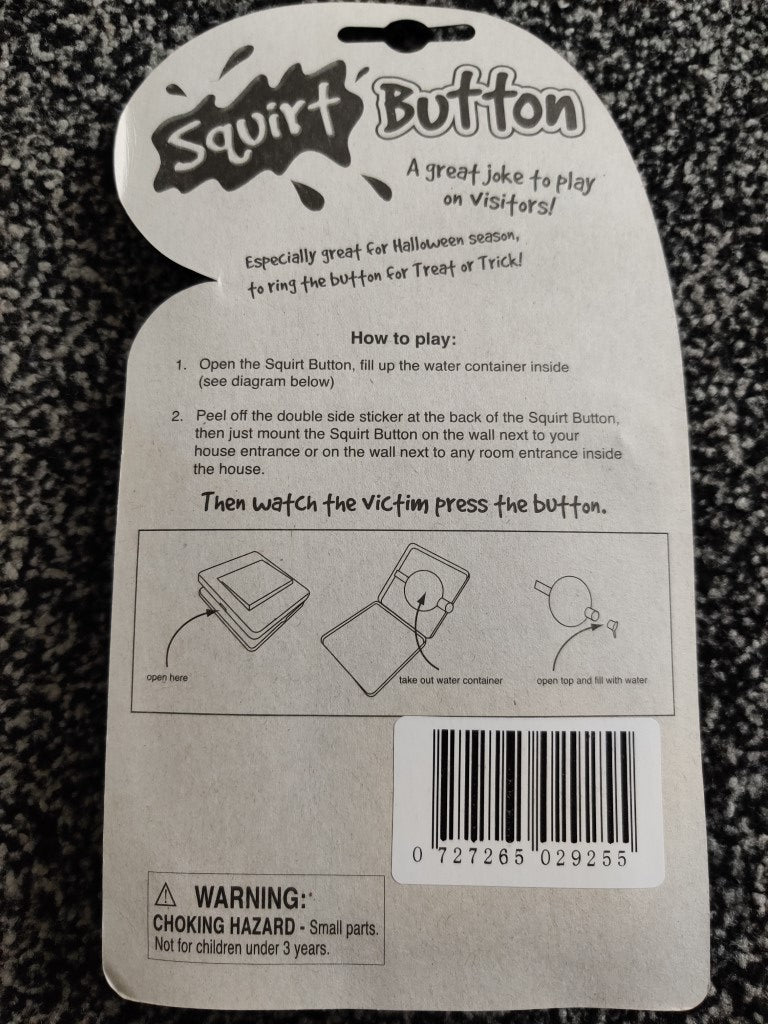 Squirt Button
A great joke to play
on Visitors!
Especially great for Halloween season,
to ring the button for Treat or Trick!
How to play:
1. Open the Squirt Button, fill up the water container inside
(see diagram below)
2. Peel off the double side sticker at the back of the Squirt Button,
then just mount the Squirt Button on the wall next to your
house entrance or on the wall next to any room entrance inside
the house.
Then watch the Victim press the button.
open here
take out water container
open top and fill with water
0 727265 029255
⚠ WARNING:
CHOKING HAZARD - Small parts.
Not for children under 3 years.